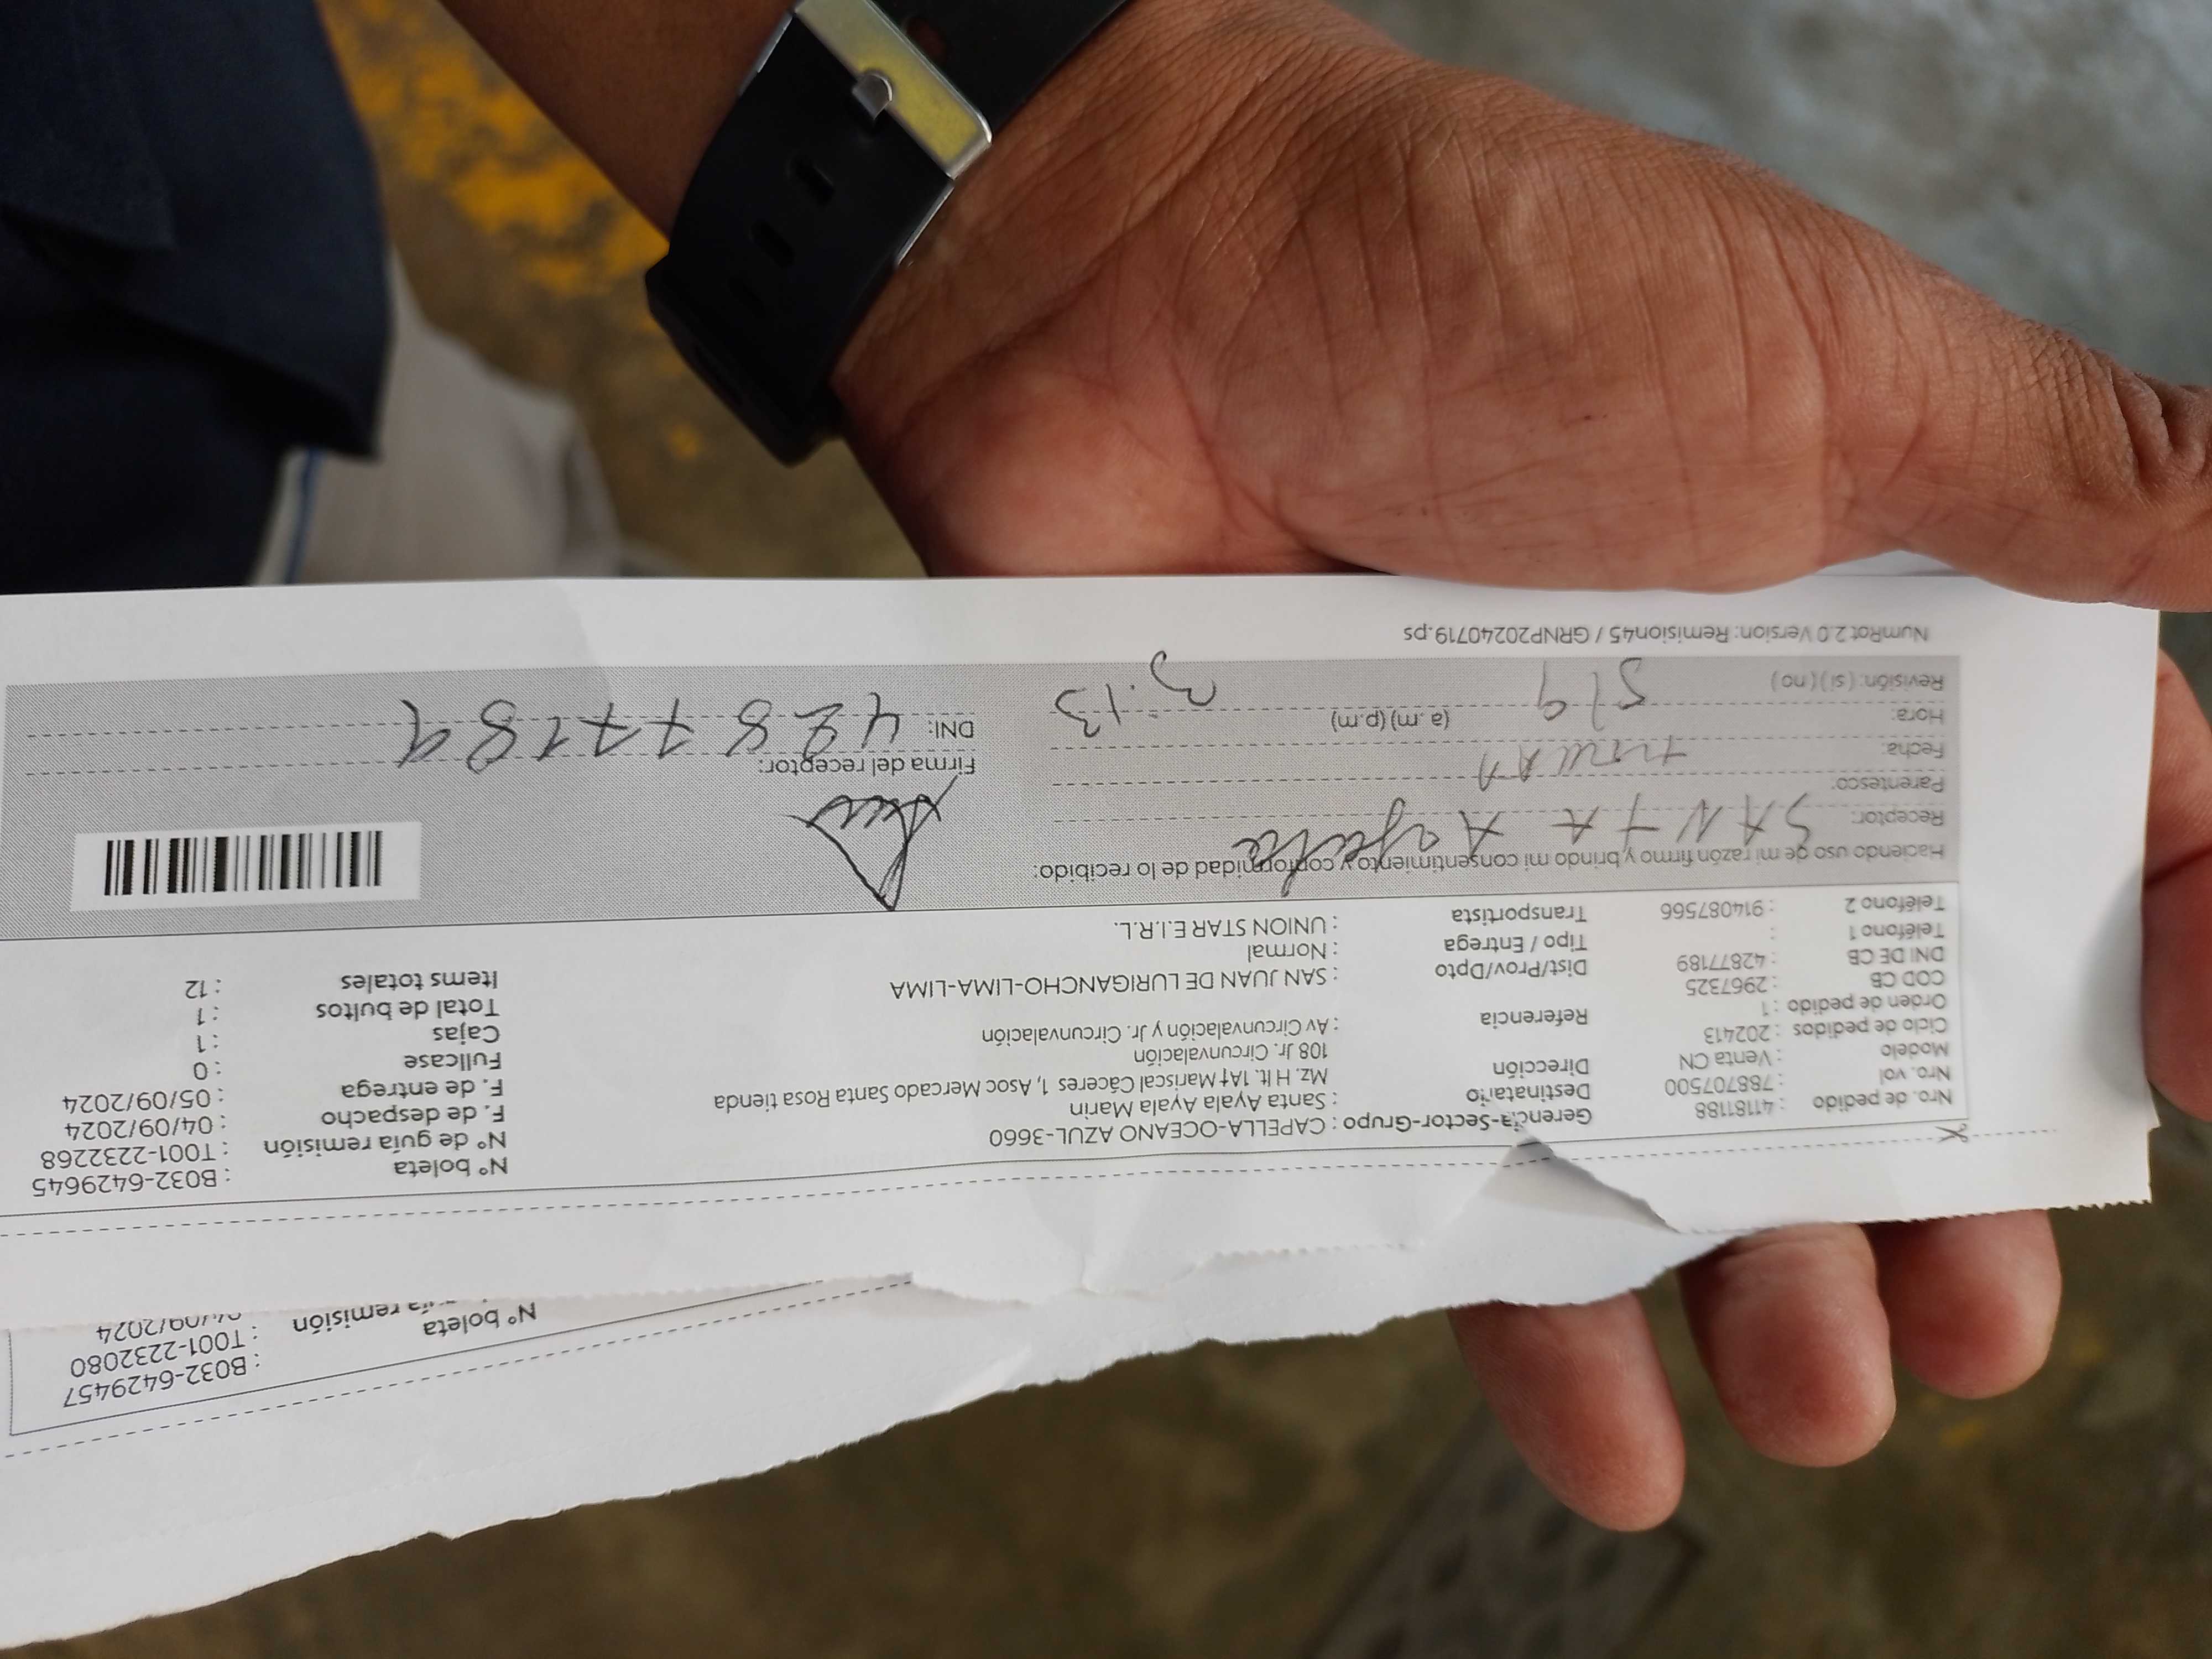 Nro. de pedido : 41181188
Nro. vol : 788707500
Modelo : Venta CN
Ciclo de pedidos : 202413
Orden de pedido : 1
COD CB : 2967325
DNI DE CB : 42877189
Teléfono 1 :
Teléfono 2 : 914087566
Gerencia-Sector-Grupo : CAPELLA-OCEANO AZUL-3660
Destinatario : Santa Ayala Ayala Marin
Dirección Mz. H lt. 1A† Mariscal Cáceres 1, Asoc Mercado Santa Rosa tienda
108 Jr. Circunvalación
Referencia : Av Circunvalación y Jr. Circunvalación
Dist/Prov/Dpto : SAN JUAN DE LURIGANCHO-LIMA-LIMA
Tipo / Entrega : Normal
Transportista : UNION STAR E.I.R.L.
N° boleta : B032-6429645
N° de guía remisión : T001-2232268
F. de despacho : 04/09/2024
F. de entrega : 05/09/2024
Fullcase : 0
Cajas : 1
Total de bultos : 1
Items totales : 12
Haciendo uso de mi razón firmo y brindo mi consentimiento y conformidad de lo recibido:
Receptor: SANTA
Parentesco:
Fecha: 5/9
Hora: (a. m) (p.m) 3:13
Revisión: ( si ) ( no )
Firma del receptor:
DNI: 42877189
NumRot 2.0 Version: Remision45 / GRNP20240719.ps
N° boleta : B032-6429457
remisión : T001-2232080
04/09/2024